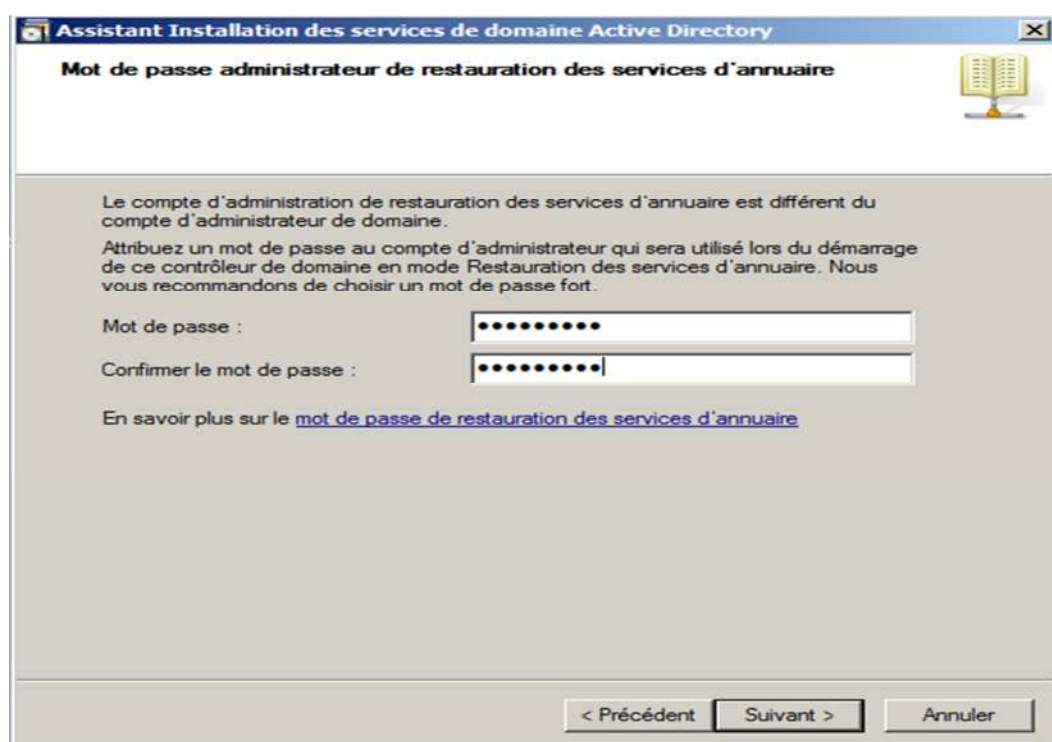 Assistant Installation des services de domaine Active Directory
Mot de passe administrateur de restauration des services d'annuaire
Le compte d'administration de restauration des services d'annuaire est différent du
compte d'administrateur de domaine.
Attribuez un mot de passe au compte d'administrateur qui sera utilisé lors du démarrage
de ce contrôleur de domaine en mode Restauration des services d'annuaire. Nous
vous recommandons de choisir un mot de passe fort.
Mot de passe : •••••••••
Confirmer le mot de passe : •••••••••
En savoir plus sur le mot de passe de restauration des services d'annuaire
< Précédent Suivant > Annuler